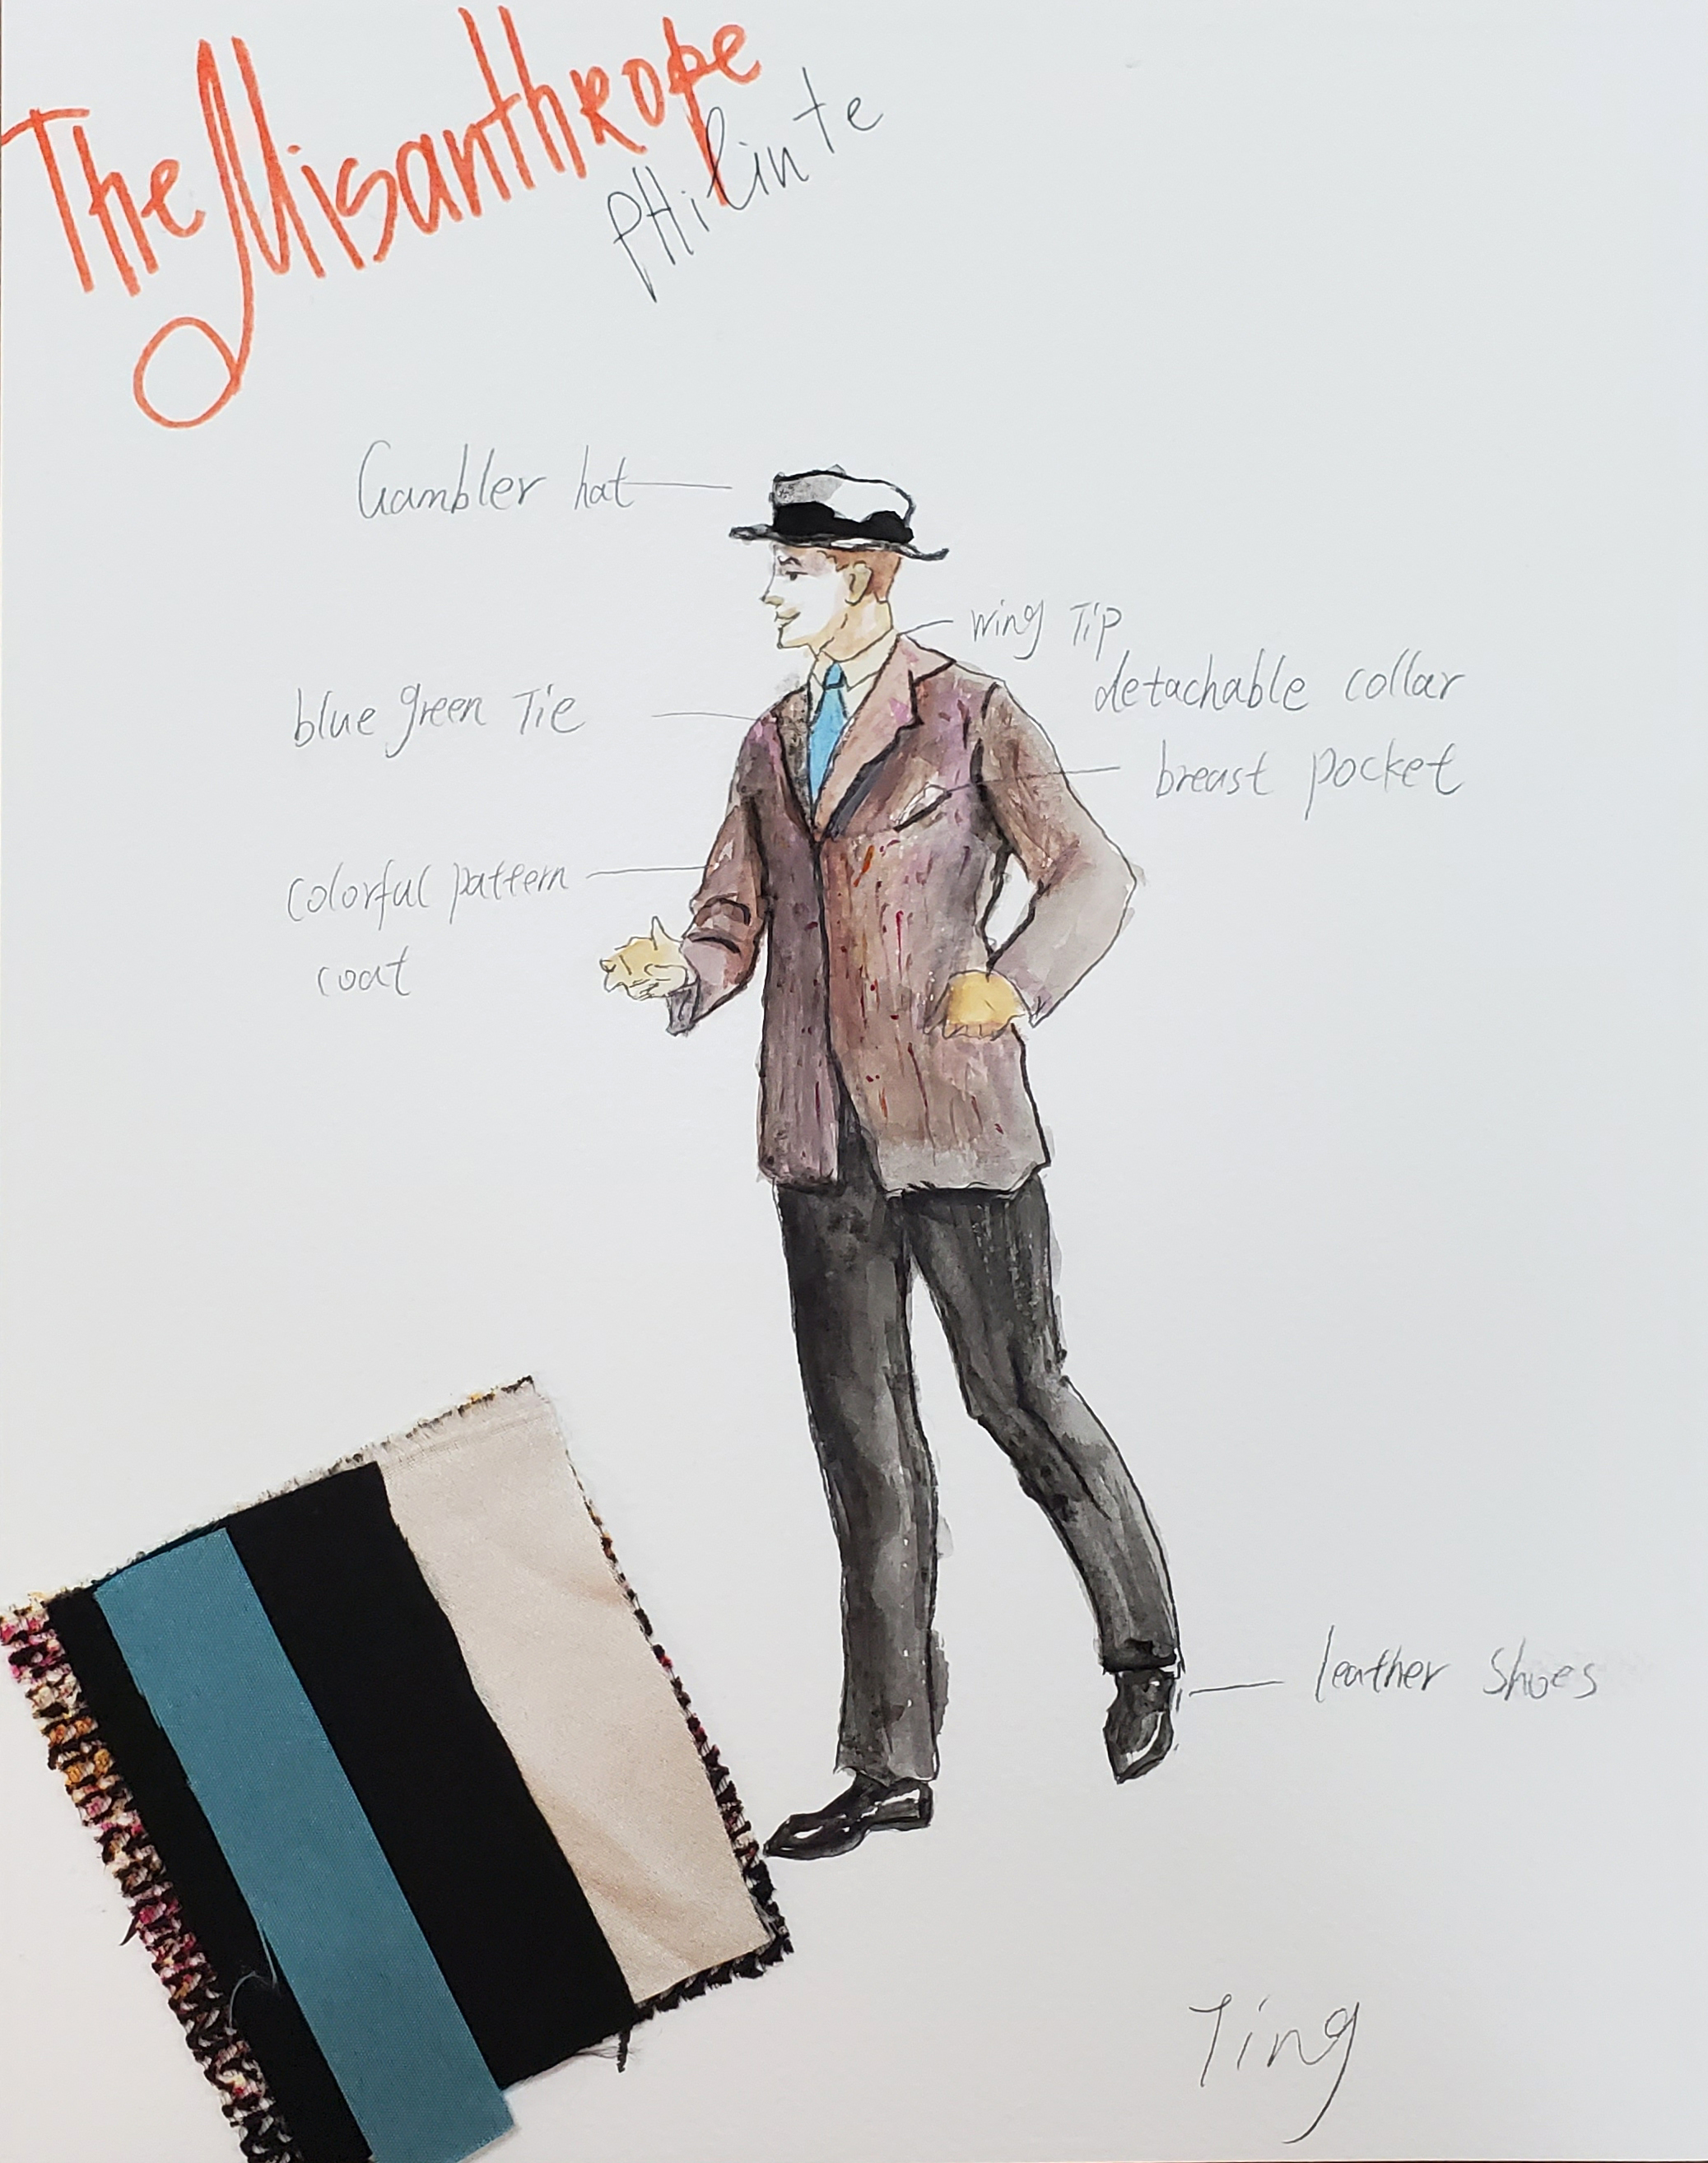 The Misanthrope
PHilinte
Gambler hat
wing Tip
detachable collar
blue green Tie
breast pocket
colorful pattern
coat
leather shoes
Ting